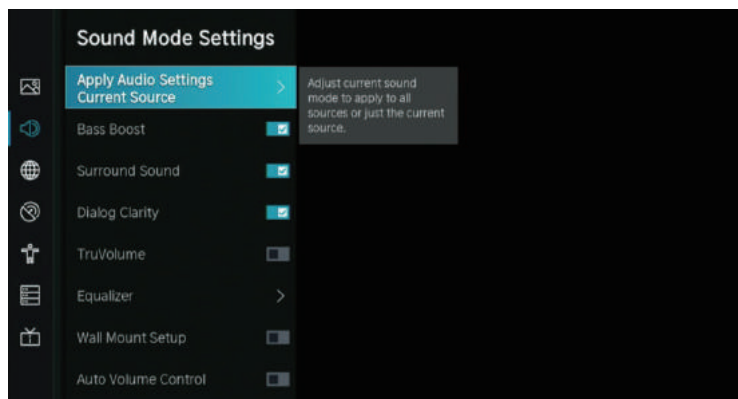 Sound Mode Settings
Apply Audio Settings
Current Source
Adjust current sound
mode to apply to all
sources or just the current
source.
Bass Boost
Surround Sound
Dialog Clarity
TruVolume
Equalizer
Wall Mount Setup
Auto Volume Control